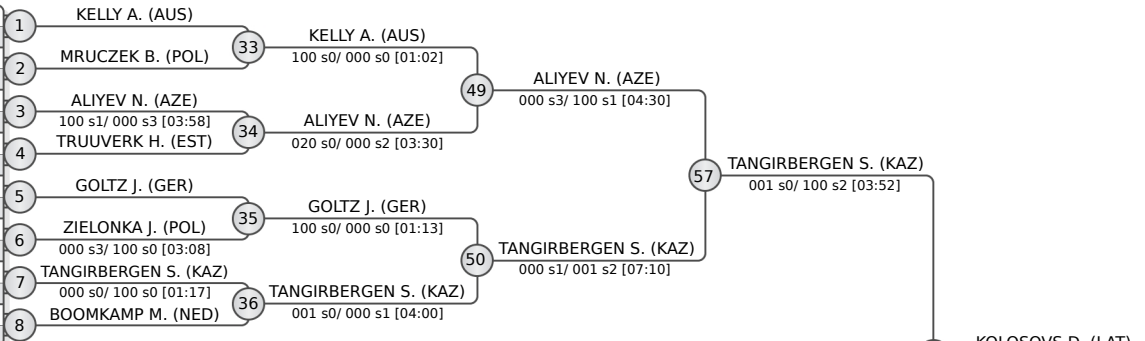 1 KELLY A. (AUS)
2 MRUCZEK B. (POL)
33 KELLY A. (AUS)
100 s0/ 000 s0 [01:02]
3 ALIYEV N. (AZE)
100 s1/ 000 s3 [03:58]
4 TRUUVERK H. (EST)
34 ALIYEV N. (AZE)
020 s0/ 000 s2 [03:30]
49 ALIYEV N. (AZE)
000 s3/ 100 s1 [04:30]
5 GOLTZ J. (GER)
6 ZIELONKA J. (POL)
000 s3/ 100 s0 [03:08]
35 GOLTZ J. (GER)
100 s0/ 000 s0 [01:13]
7 TANGIRBERGEN S. (KAZ)
000 s0/ 100 s0 [01:17]
8 BOOMKAMP M. (NED)
36 TANGIRBERGEN S. (KAZ)
001 s0/ 000 s1 [04:00]
50 TANGIRBERGEN S. (KAZ)
000 s1/ 001 s2 [07:10]
57 TANGIRBERGEN S. (KAZ)
001 s0/ 100 s2 [03:52]
KOLOSOVS D. (LAT)